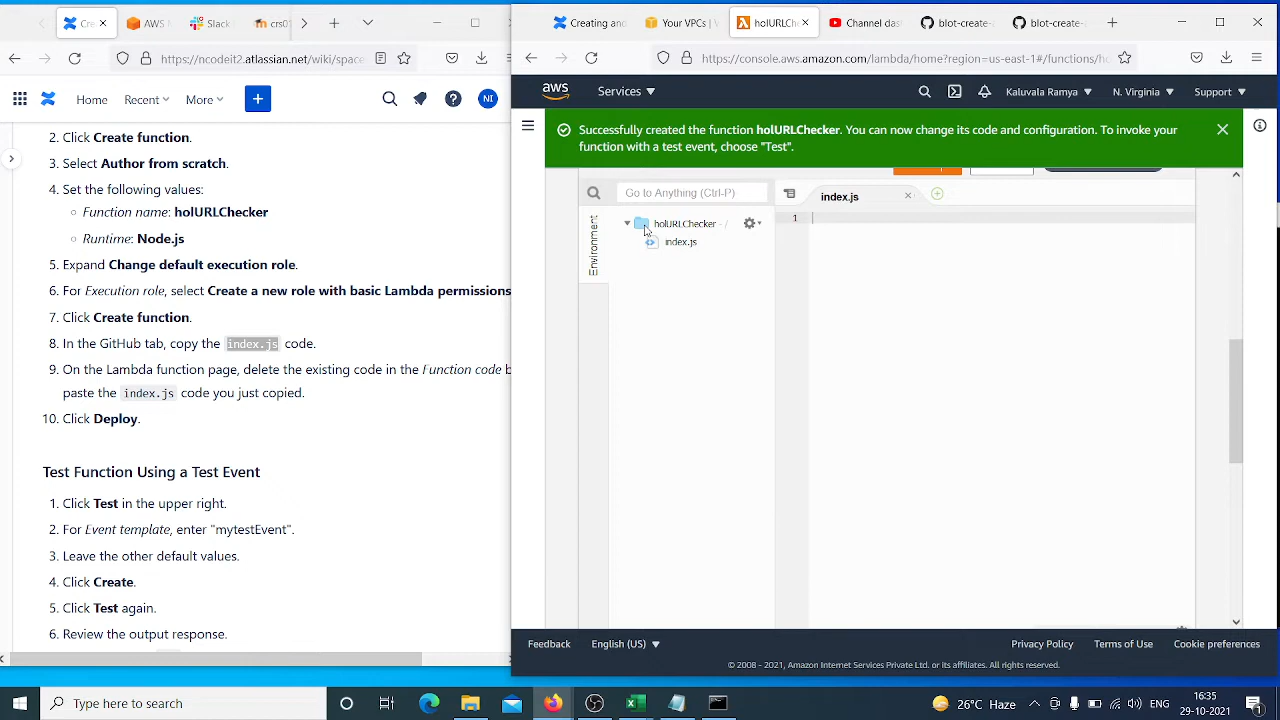 Cre
AWS M
Slack
crs0
https://ncodeit2.atlassian.net/wiki/space
Home
Recent
More
NI
2. Click Create function.
3. Select Author from scratch.
4. Set the following values:
Function name: holURLChecker
Runtime: Node.js
5. Expand Change default execution role.
6. For Execution role, select Create a new role with basic Lambda permissions
7. Click Create function.
8. In the GitHub tab, copy the index.js code.
9. On the Lambda function page, delete the existing code in the Function code b
paste the index.js code you just copied.
10. Click Deploy.
Test Function Using a Test Event
1. Click Test in the upper right.
2. For Event template, enter "mytestEvent".
3. Leave the other default values.
4. Click Create.
5. Click Test again.
6. Review the output response.
Creating and
Your VPCs | V
holURLChe
Channel das
blot-create-
blot-create-
https://console.aws.amazon.com/lambda/home?region=us-east-1#/functions/ho
aws
Services
Kaluvala Ramya
N. Virginia
Support
Successfully created the function holURLChecker. You can now change its code and configuration. To invoke your
function with a test event, choose "Test".
Go to Anything (Ctrl-P)
index.js
Environment
holURLChecker - /
index.js
1
Feedback
English (US)
Privacy Policy
Terms of Use
Cookie preferences
© 2008 - 2021, Amazon Internet Services Private Ltd. or its affiliates. All rights reserved.
Type here to search
26°C Haze
ENG
16:35
29-10-2021